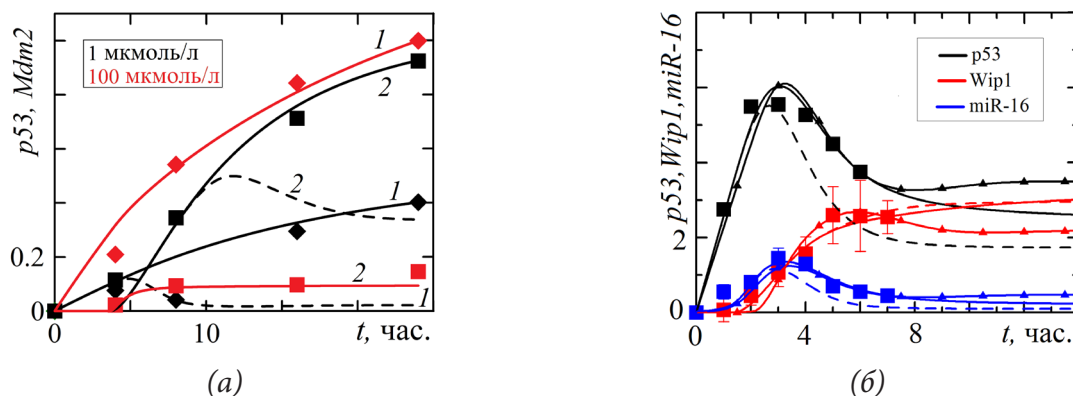 p53, Mdm2
1 мкмоль/л
100 мкмоль/л
1
2
2
1
2
1
0.2
0
0
10
t, час.
(а)
p53,Wip1,miR-16
p53
Wip1
miR-16
2
0
0
4
8
t, час.
(б)